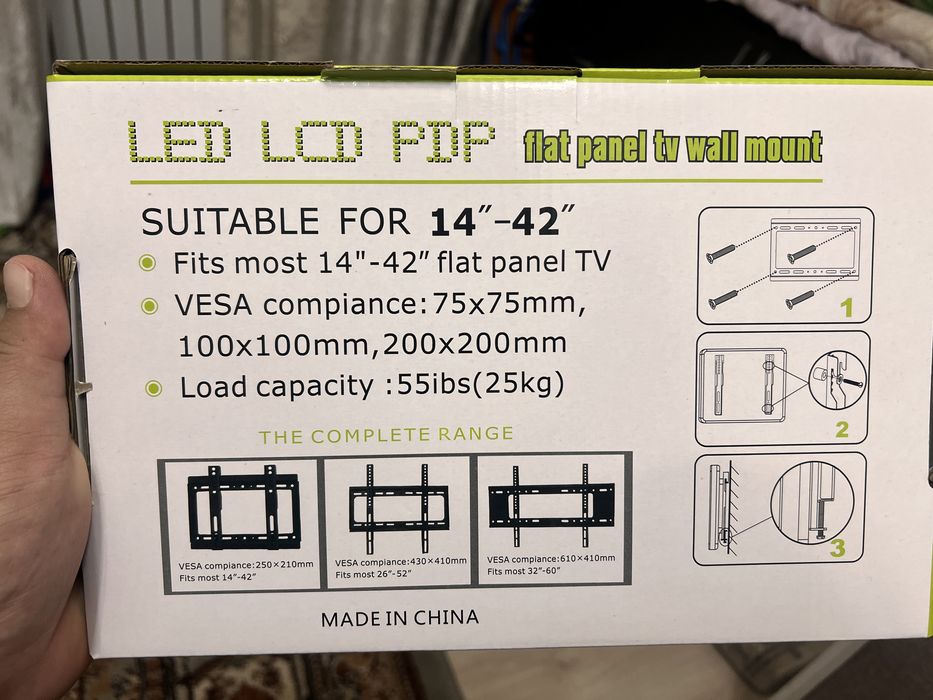 LED LCD PDP flat panel tv wall mount
SUITABLE FOR 14″-42″
Fits most 14"-42″ flat panel TV
VESA compiance:75x75mm,
100x100mm,200x200mm
Load capacity :55ibs(25kg)
THE COMPLETE RANGE
VESA compiance:250×210mm
Fits most 14″-42″
VESA compiance:430×410mm
Fits most 26″-52″
VESA compiance:610×410mm
Fits most 32″-60″
MADE IN CHINA
1
2
3